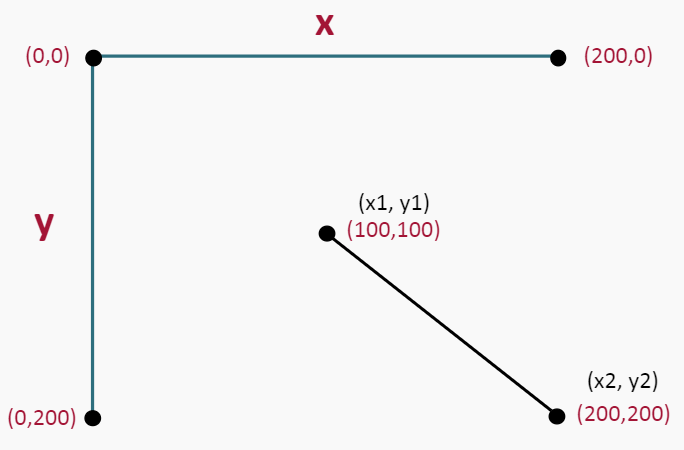 x
(0,0)
(200,0)
(x1, y1)
y
(100,100)
(x2, y2)
(0,200)
(200,200)